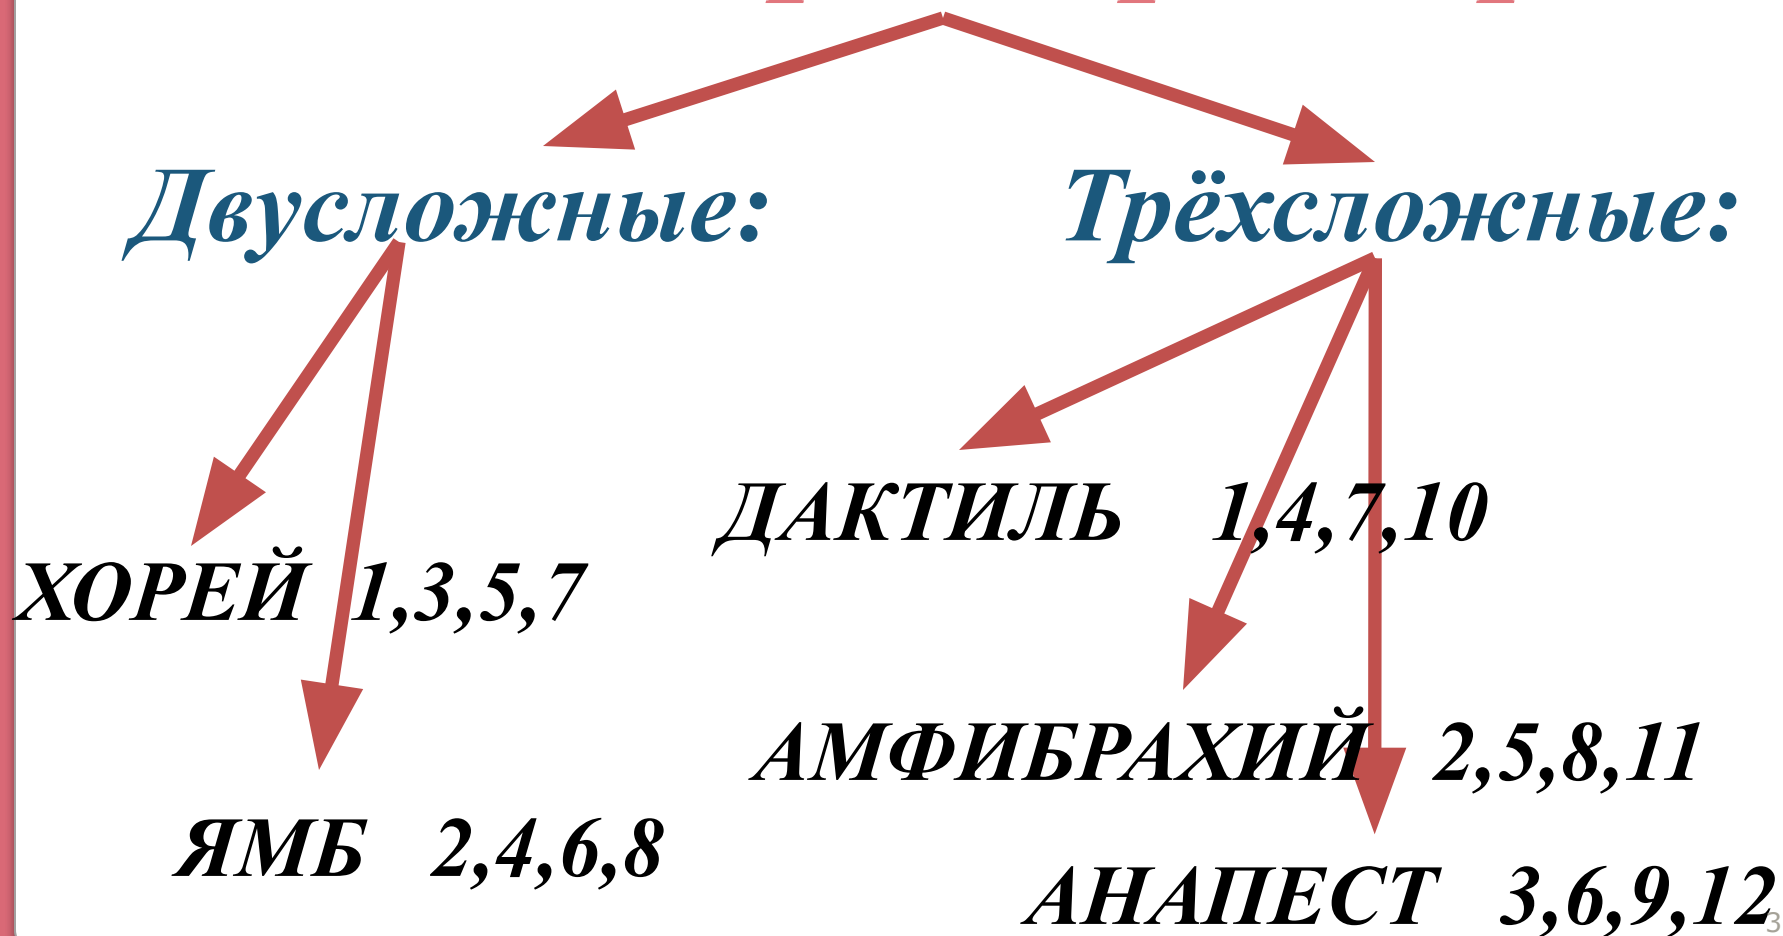 Двусложные: Трёхсложные:
ДАКТИЛЬ 1,4,7,10
ХОРЕЙ 1,3,5,7
АМФИБРАХИЙ 2,5,8,11
ЯМБ 2,4,6,8
АНАПЕСТ 3,6,9,12
3